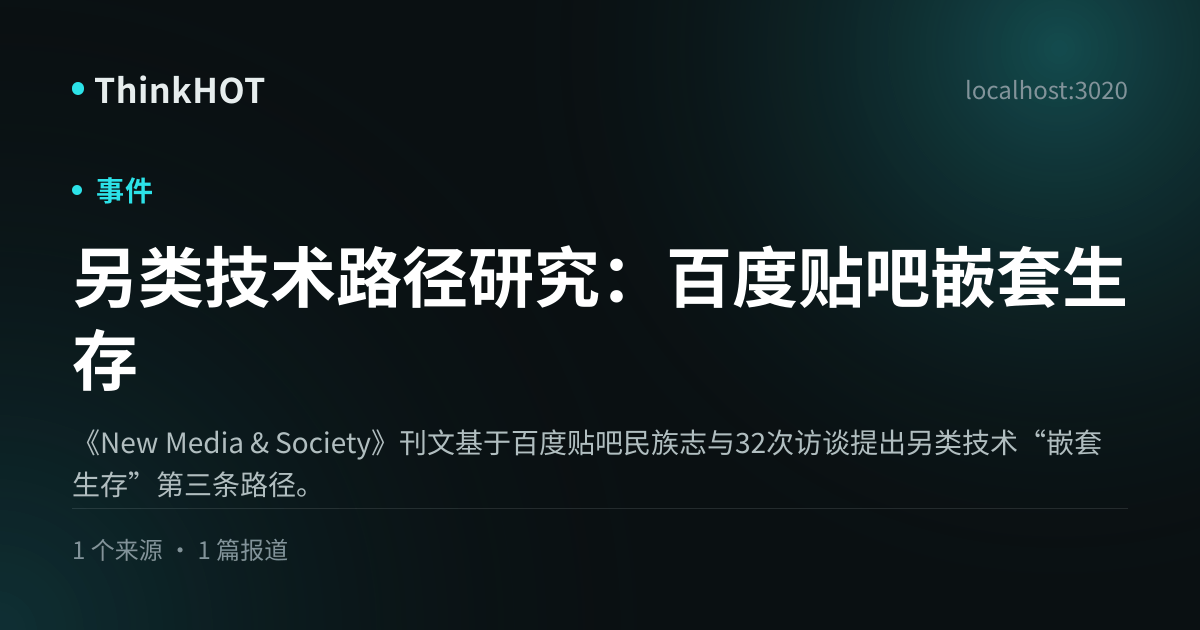 ThinkHOT
localhost:3020
事件
另类技术路径研究：百度贴吧嵌套生
存
《New Media & Society》刊文基于百度贴吧民族志与32次访谈提出另类技术“嵌套
生存”第三条路径。
1 个来源 · 1 篇报道